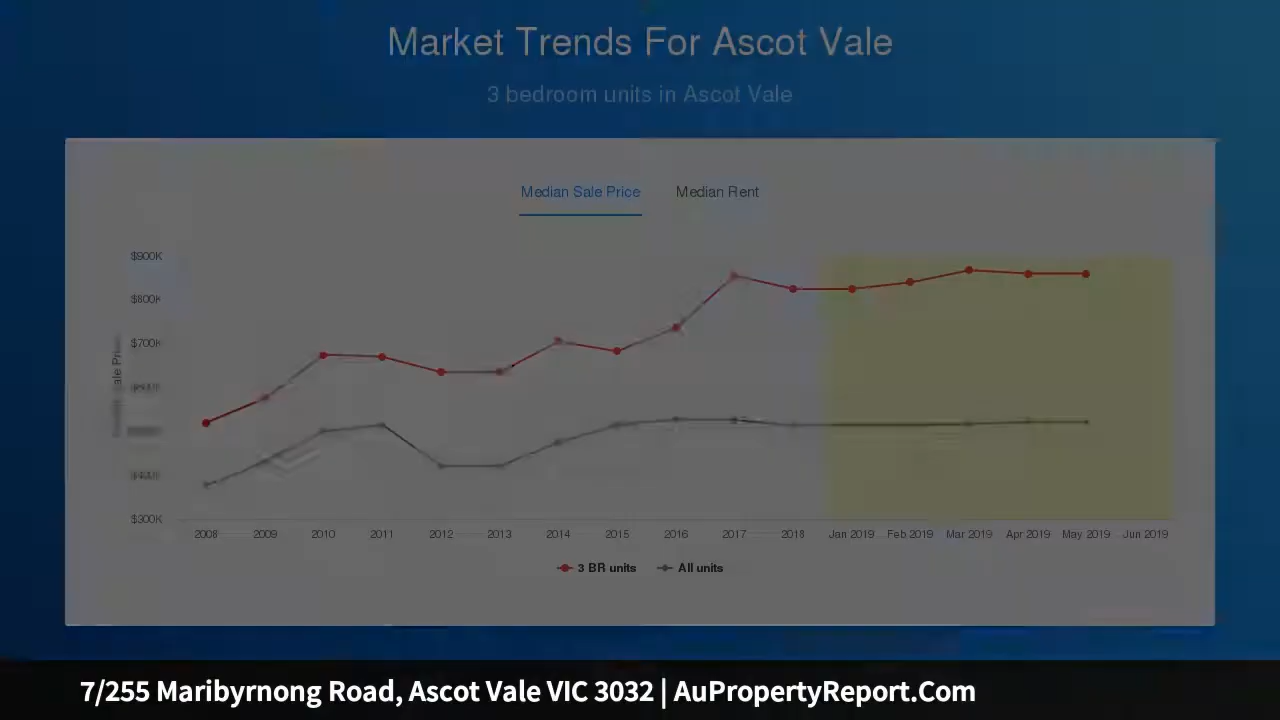 Market Trends For Ascot Vale
3 bedroom units in Ascot Vale
Median Sale Price Median Rent
$900K
$800K
$700K
Sale Price
$400K
$300K
2008 2009 2010 2011 2012 2013 2014 2015 2016 2017 2018 Jan 2019 Feb 2019 Mar 2019 Apr 2019 May 2019 Jun 2019
3 BR units All units
7/255 Maribyrnong Road, Ascot Vale VIC 3032 | AuPropertyReport.Com